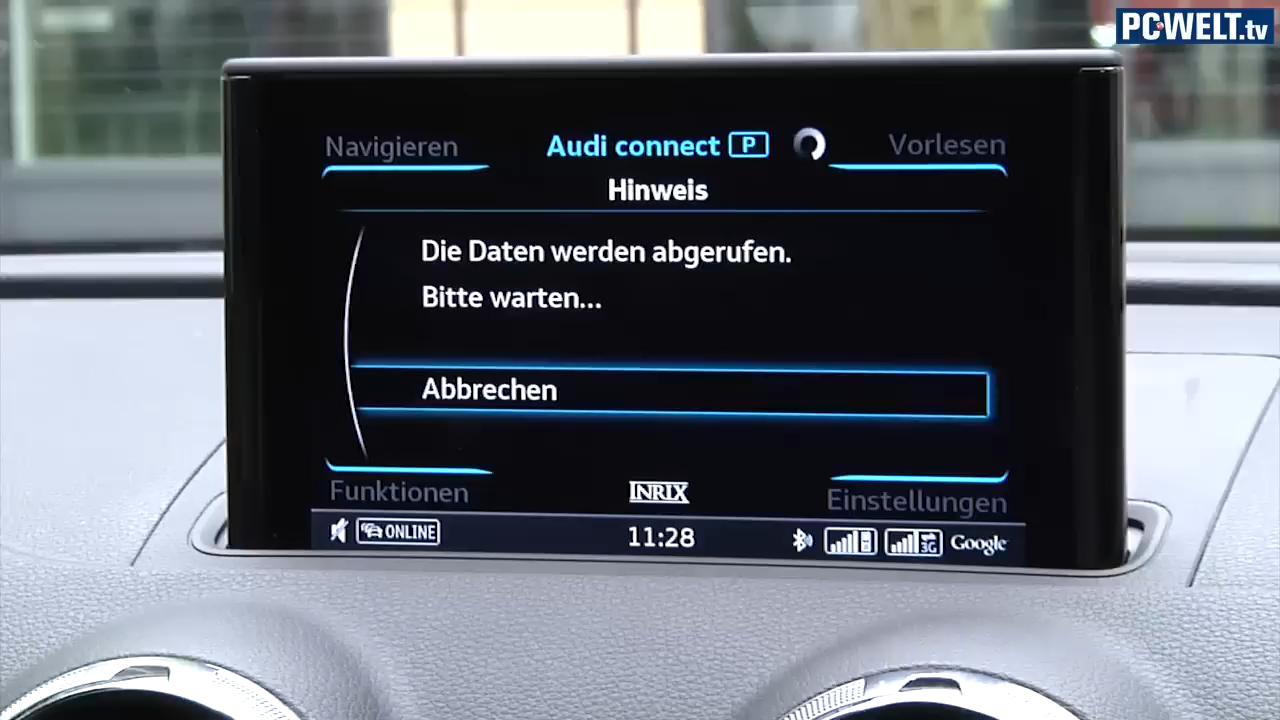 PCWELT.tv
Navigieren
Audi connect P
Vorlesen
Hinweis
Die Daten werden abgerufen.
Bitte warten...
Abbrechen
Funktionen
INRIX
Einstellungen
ONLINE
11:28
3G
Google